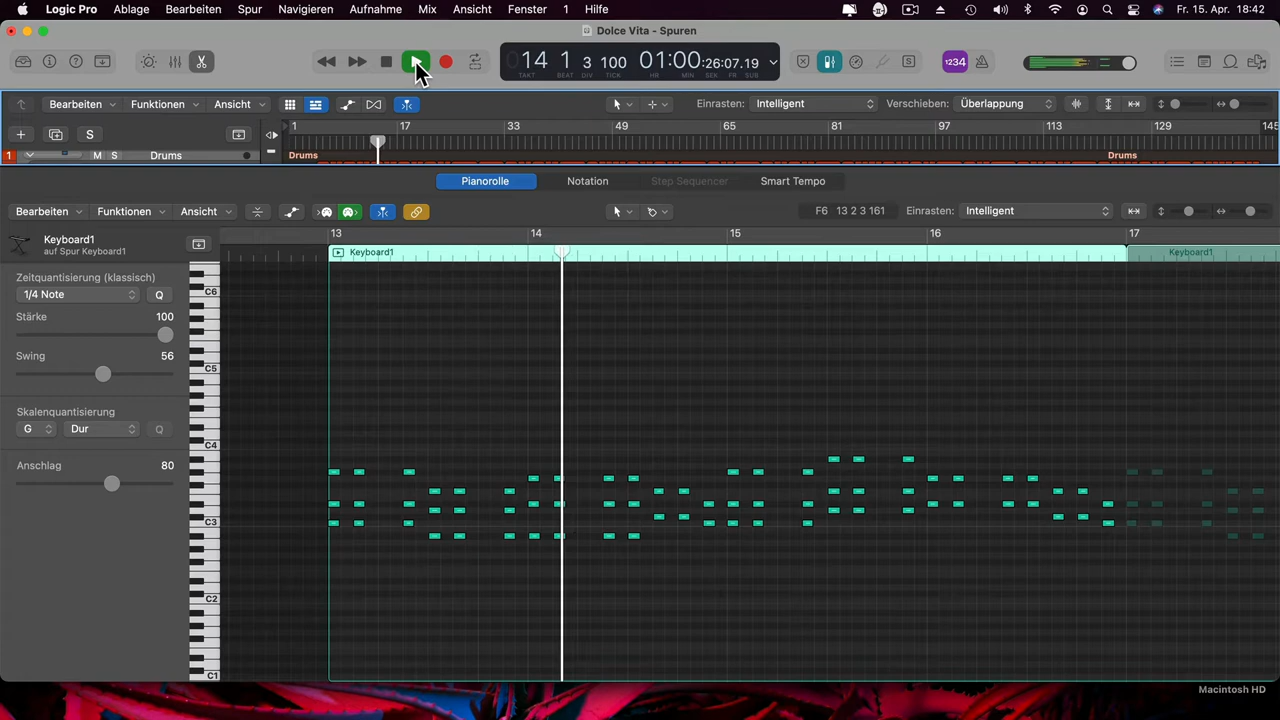 Logic Pro Ablage Bearbeiten Spur Navigieren Aufnahme Mix Ansicht Fenster 1 Hilfe Fr. 15. Apr. 18:42
Dolce Vita - Spuren
14 1 3 100 01:00:26:07.19
TAKT BEAT DIV TICK HR MIN SEK FR SUB
1234
Bearbeiten Funktionen Ansicht Einrasten: Intelligent Verschieben: Überlappung
S 1 17 33 49 65 81 97 113 129 145
1 M S Drums Drums Drums
Pianorolle Notation Step Sequencer Smart Tempo
Bearbeiten Funktionen Ansicht F6 13 2 3 161 Einrasten: Intelligent
13 14 15 16 17
Keyboard1
auf Spur Keyboard1
Keyboard1 Keyboard1
Zeitquantisierung (klassisch)
1/4 Note Q
Stärke 100
Swing 56
Skalenquantisierung
G Dur Q
Anschlag 80
C6
C5
C4
C3
C2
C1
Macintosh HD